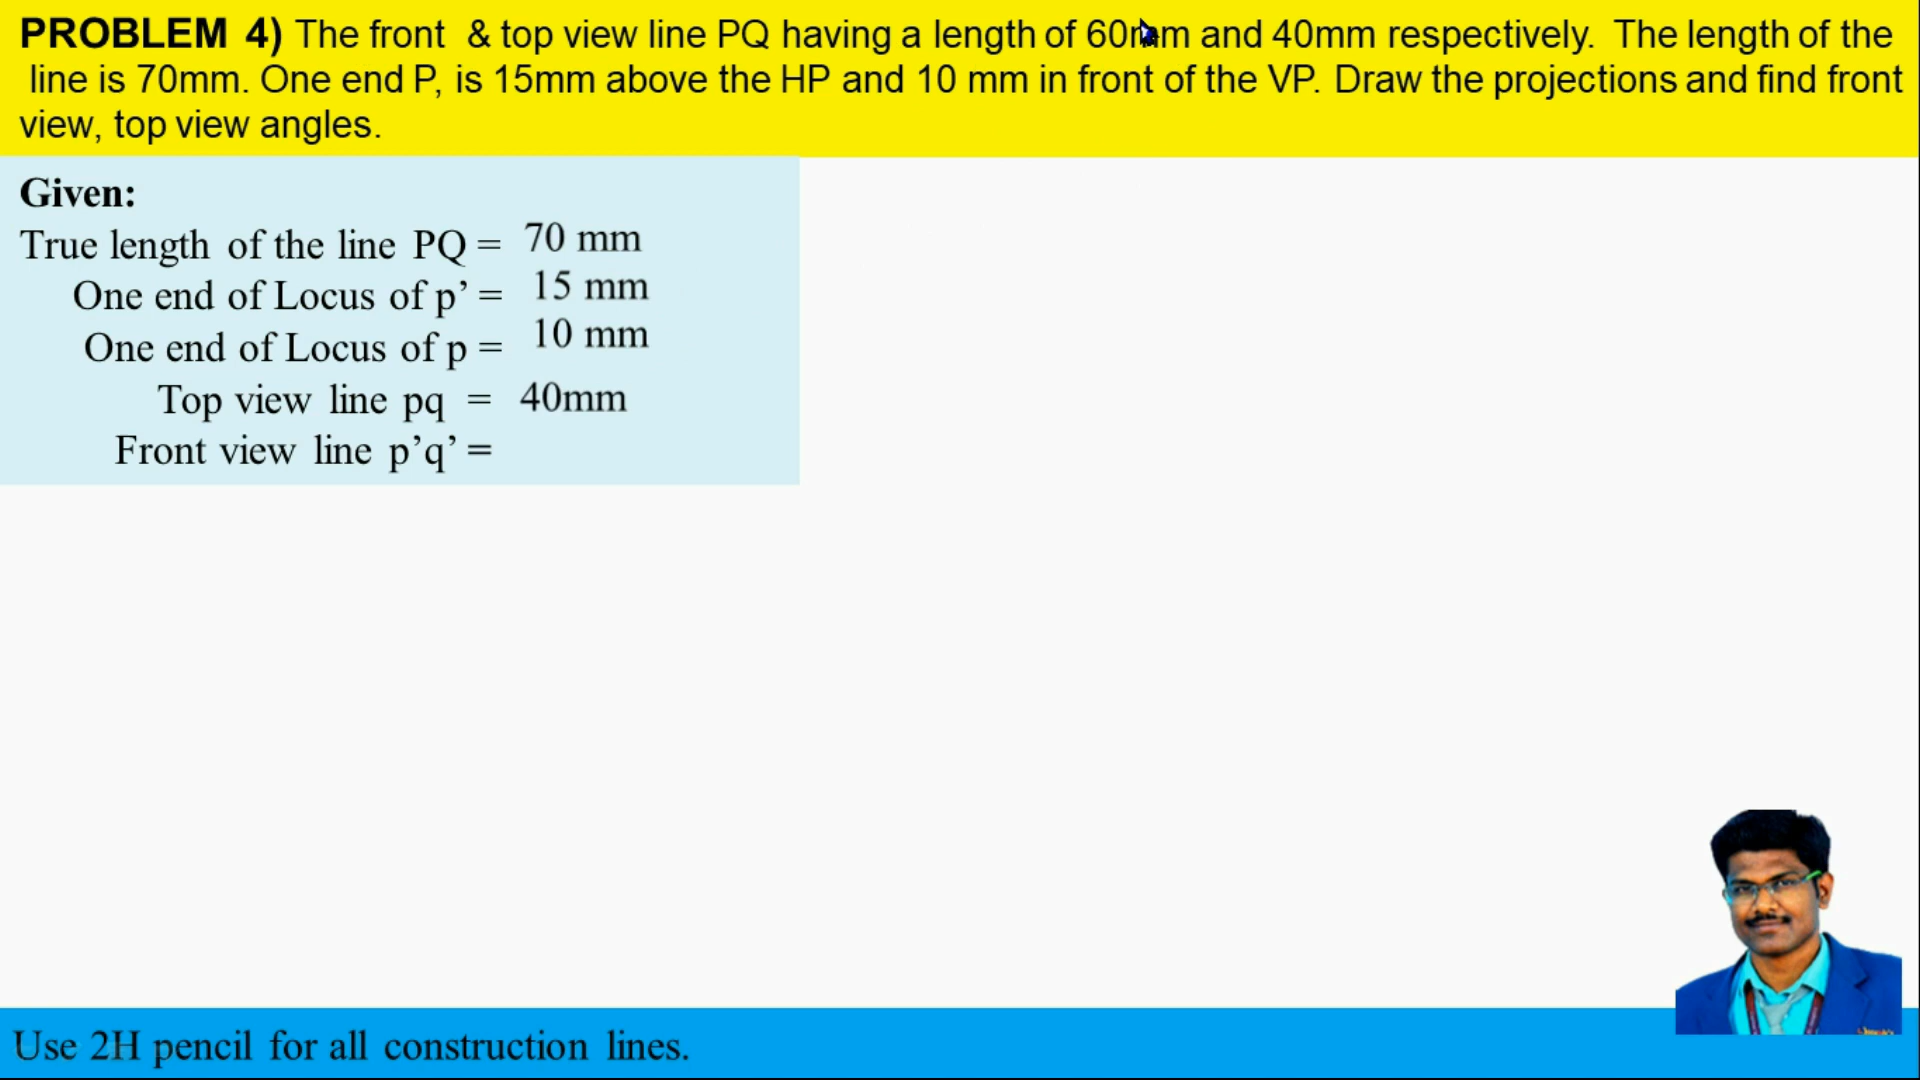 PROBLEM 4) The front & top view line PQ having a length of 60mm and 40mm respectively. The length of the
line is 70mm. One end P, is 15mm above the HP and 10 mm in front of the VP. Draw the projections and find front
view, top view angles.
Given:
True length of the line PQ = 70 mm
One end of Locus of p’ = 15 mm
One end of Locus of p = 10 mm
Top view line pq = 40mm
Front view line p’q’ =
Use 2H pencil for all construction lines.